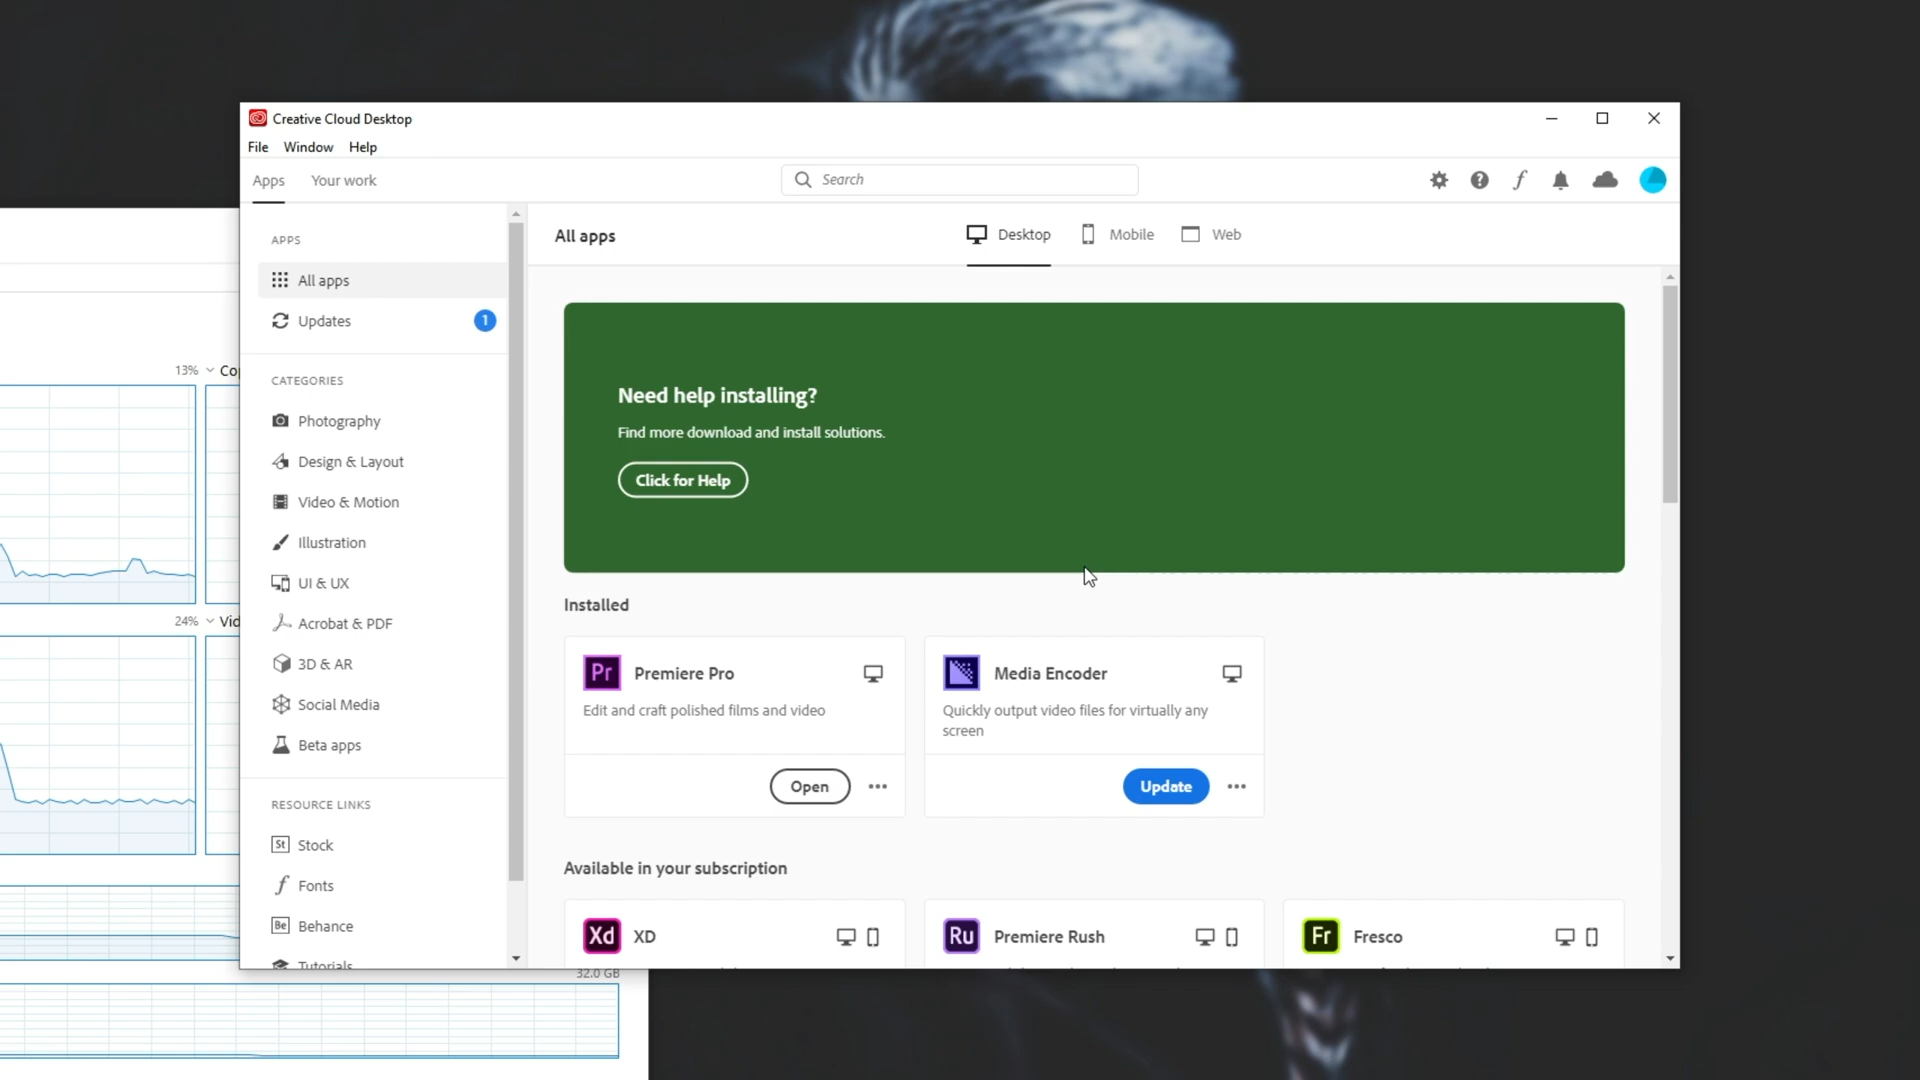 Creative Cloud Desktop
File Window Help
Apps Your work
Search
APPS
All apps
Updates 1
CATEGORIES
Photography
Design & Layout
Video & Motion
Illustration
UI & UX
Acrobat & PDF
3D & AR
Social Media
Beta apps
RESOURCE LINKS
St Stock
Fonts
Be Behance
Tutorials
All apps
Desktop Mobile Web
Need help installing?
Find more download and install solutions.
Click for Help
Installed
Pr Premiere Pro
Edit and craft polished films and video
Open
Media Encoder
Quickly output video files for virtually any
screen
Update
Available in your subscription
Xd XD
Ru Premiere Rush
Fr Fresco
13%
24%
32.0 GB